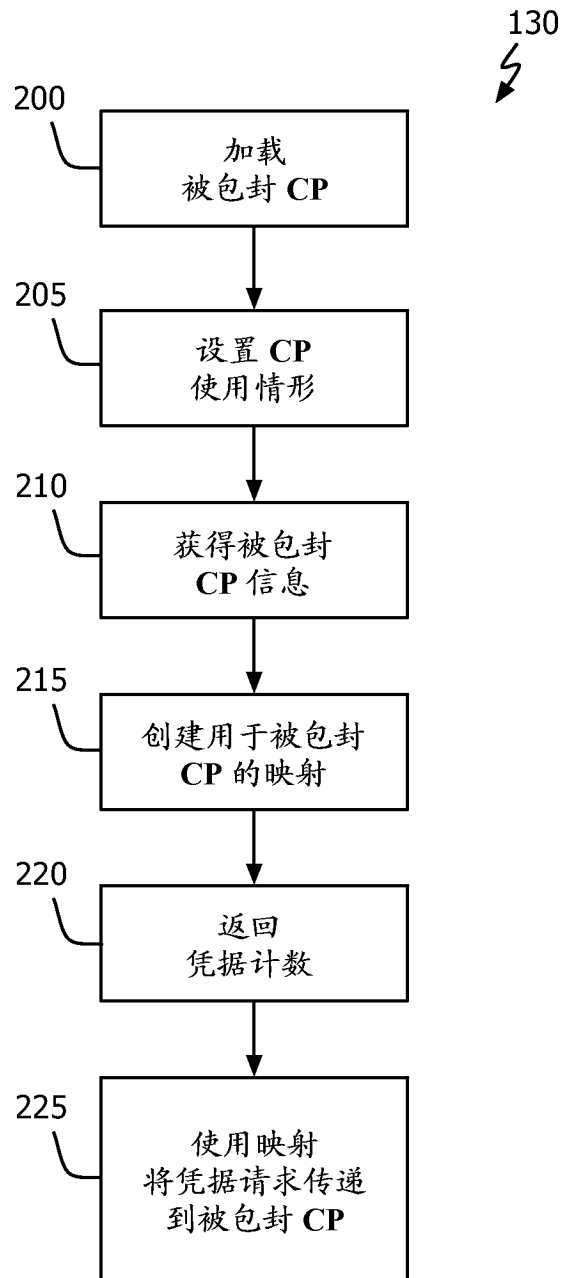 130
200
加载
被包封 CP
205
设置 CP
使用情形
210
获得被包封
CP 信息
215
创建用于被包封
CP 的映射
220
返回
凭据计数
225
使用映射
将凭据请求传递
到被包封 CP